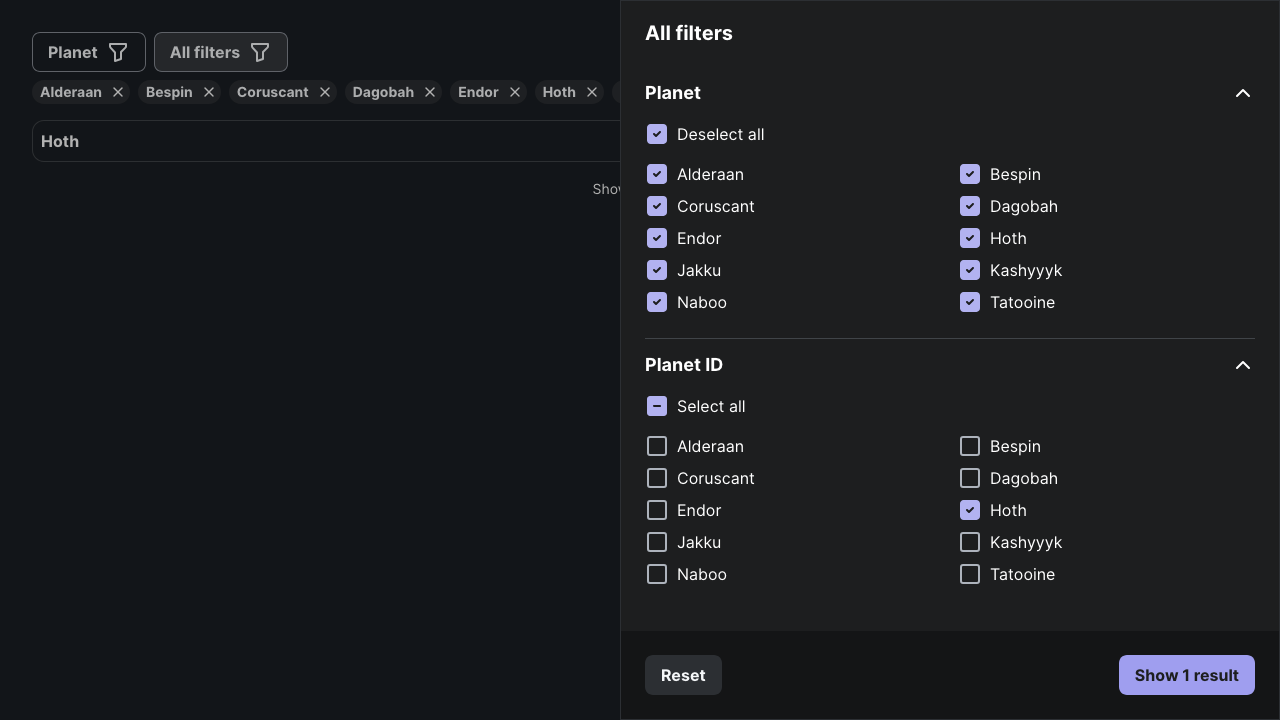 Planet All filters
Alderaan Bespin Coruscant Dagobah Endor Hoth
Hoth
All filters
Planet
Deselect all
Alderaan Bespin
Coruscant Dagobah
Endor Hoth
Jakku Kashyyyk
Naboo Tatooine
Planet ID
Select all
Alderaan Bespin
Coruscant Dagobah
Endor Hoth
Jakku Kashyyyk
Naboo Tatooine
Reset Show 1 result